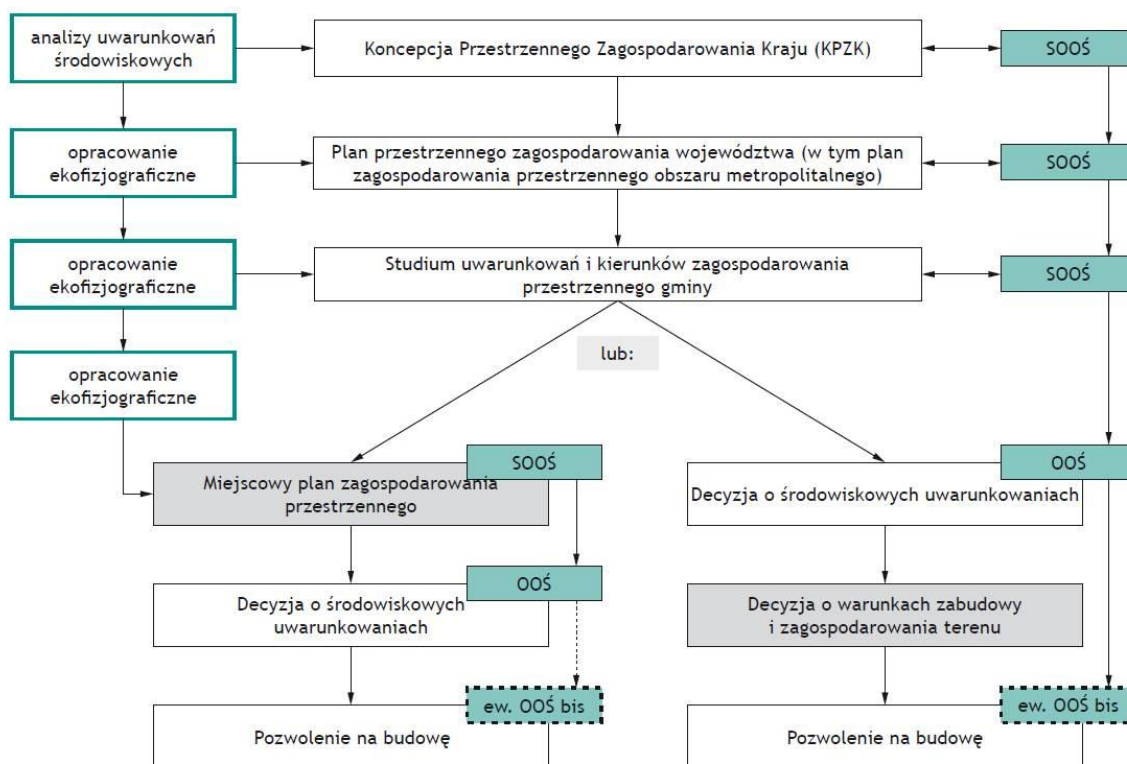 analizy uwarunkowań
środowiskowych
Koncepcja Przestrzennego Zagospodarowania Kraju (KPZK)
SOOŚ
opracowanie
ekofizjograficzne
Plan przestrzennego zagospodarowania województwa (w tym plan
zagospodarowania przestrzennego obszaru metropolitalnego)
SOOŚ
opracowanie
ekofizjograficzne
Studium uwarunkowań i kierunków zagospodarowania
przestrzennego gminy
SOOŚ
lub:
opracowanie
ekofizjograficzne
SOOŚ
Miejscowy plan zagospodarowania
przestrzennego
OOŚ
Decyzja o środowiskowych uwarunkowaniach
OOŚ
Decyzja o środowiskowych
uwarunkowaniach
Decyzja o warunkach zabudowy
i zagospodarowania terenu
ew. OOŚ bis
Pozwolenie na budowę
ew. OOŚ bis
Pozwolenie na budowę